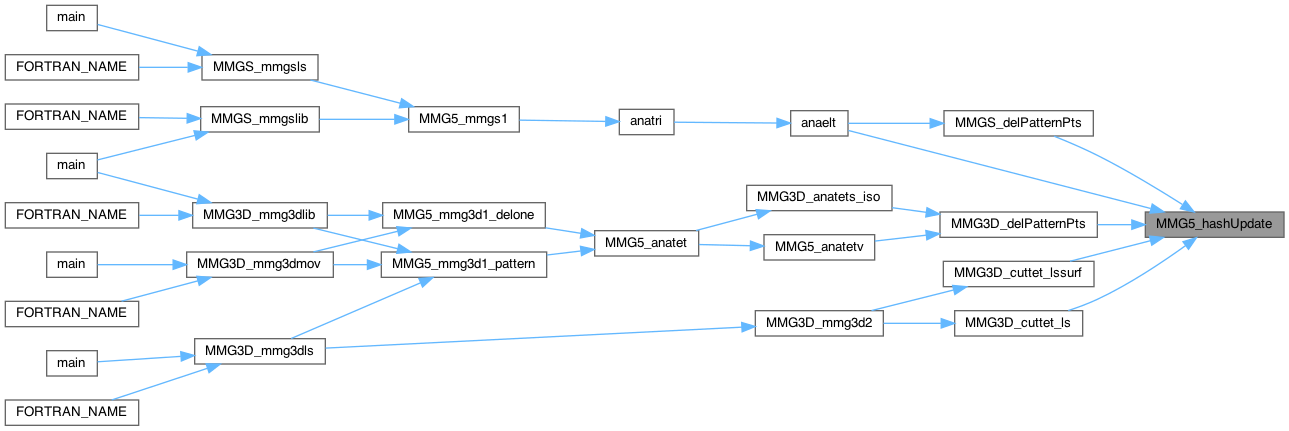 main
FORTRAN_NAME
MMGS_mmgsls
FORTRAN_NAME
MMGS_mmgslib
MMG5_mmgs1
anatri
anaelt
MMGS_delPatternPts
main
MMG3D_anatets_iso
FORTRAN_NAME
MMG3D_mmg3dlib
MMG5_mmg3d1_delone
MMG3D_delPatternPts
MMG5_hashUpdate
MMG5_anatet
MMG5_anatetv
main
MMG3D_mmg3dmov
MMG5_mmg3d1_pattern
MMG3D_cuttet_lssurf
FORTRAN_NAME
MMG3D_mmg3d2
MMG3D_cuttet_ls
main
MMG3D_mmg3dls
FORTRAN_NAME